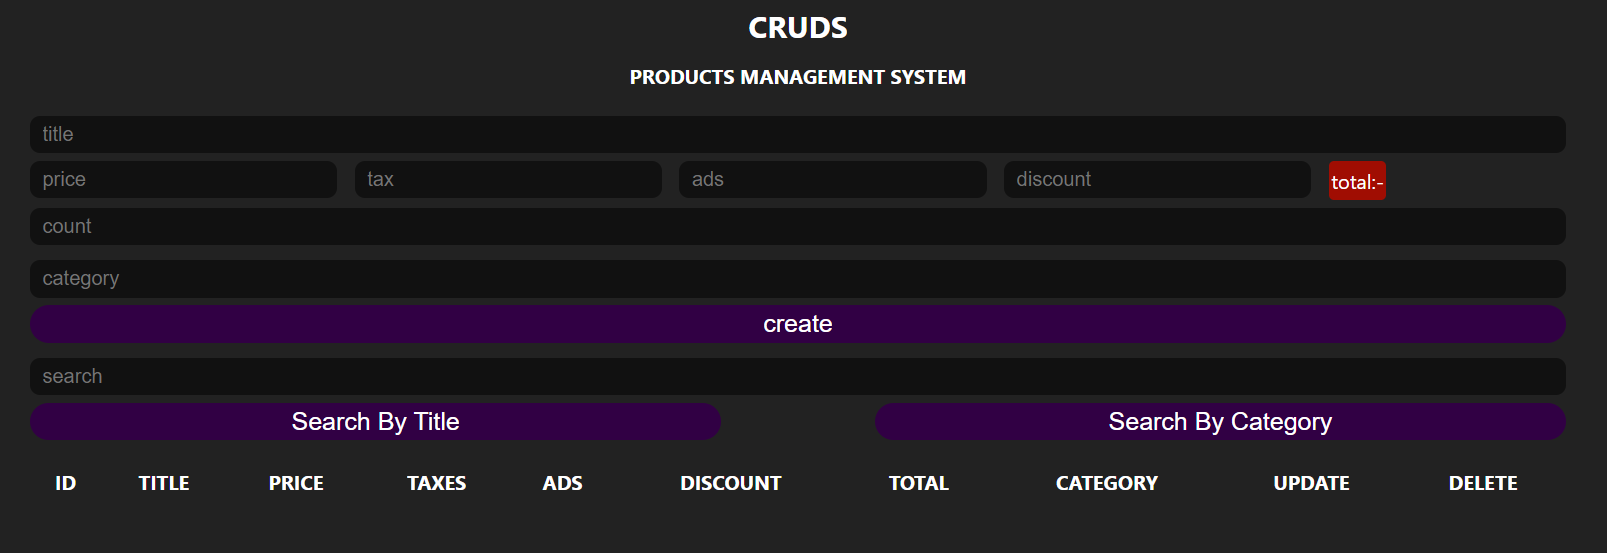 CRUDS
PRODUCTS MANAGEMENT SYSTEM
title
price tax ads discount total:-
count
category
create
search
Search By Title Search By Category
ID TITLE PRICE TAXES ADS DISCOUNT TOTAL CATEGORY UPDATE DELETE